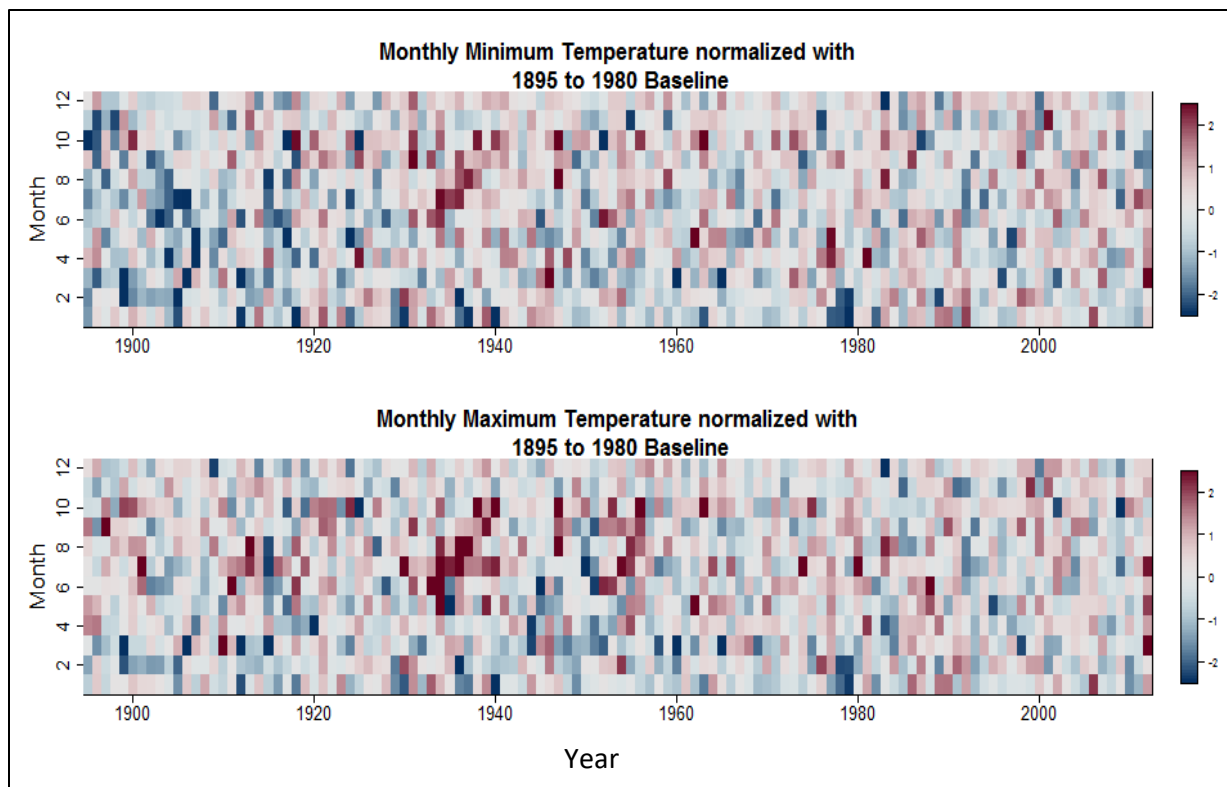 Monthly Minimum Temperature normalized with
1895 to 1980 Baseline
Month
12
10
8
6
4
2
1900 1920 1940 1960 1980 2000
2
1
0
-1
-2
Monthly Maximum Temperature normalized with
1895 to 1980 Baseline
Month
12
10
8
6
4
2
1900 1920 1940 1960 1980 2000
2
1
0
-1
-2
Year